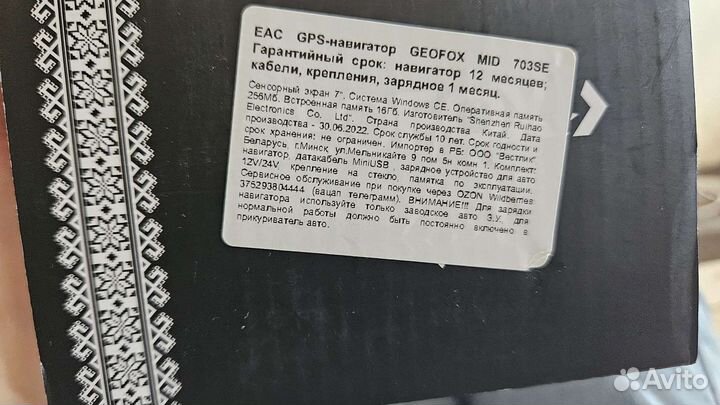 EAC GPS-навигатор GEOFOX MID 703SE
Гарантийный срок: навигатор 12 месяцев;
кабели, крепления, зарядное 1 месяц.
Сенсорный экран 7", Система Windows CE. Оперативная память
256Мб. Встроенная память 16Гб. Изготовитель "Shenzhen Ruihao
Electronics Co. Ltd". Страна производства Китай. Дата
производства - 30.06.2022. Срок службы 10 лет. Срок годности и
срок хранения: не ограничен. Импортер в РБ: ООО "Вестлик"
Беларусь, г.Минск, ул.Мельникайте 9 пом 5н комн 1. Комплект:
навигатор, датакабель MiniUSB , зарядное устройство для авто
12V/24V крепление на стекло, памятка по эксплуатации.
Сервисное обслуживание при покупке через OZON Wildberries
375293804444 (вацап телеграмм). ВНИМАНИЕ!!! Для зарядки
навигатора используйте только заводское авто З.У. для
нормальной работы должно быть постоянно включено в
прикуриватель авто.
Avito